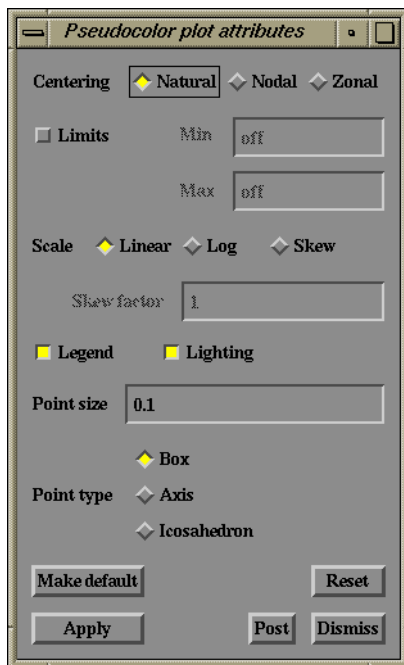 Pseudocolor plot attributes
Centering Natural Nodal Zonal
Limits Min off
Max off
Scale Linear Log Skew
Skew factor 1
Legend Lighting
Point size 0.1
Box
Point type Axis
Icosahedron
Make default Reset
Apply Post Dismiss